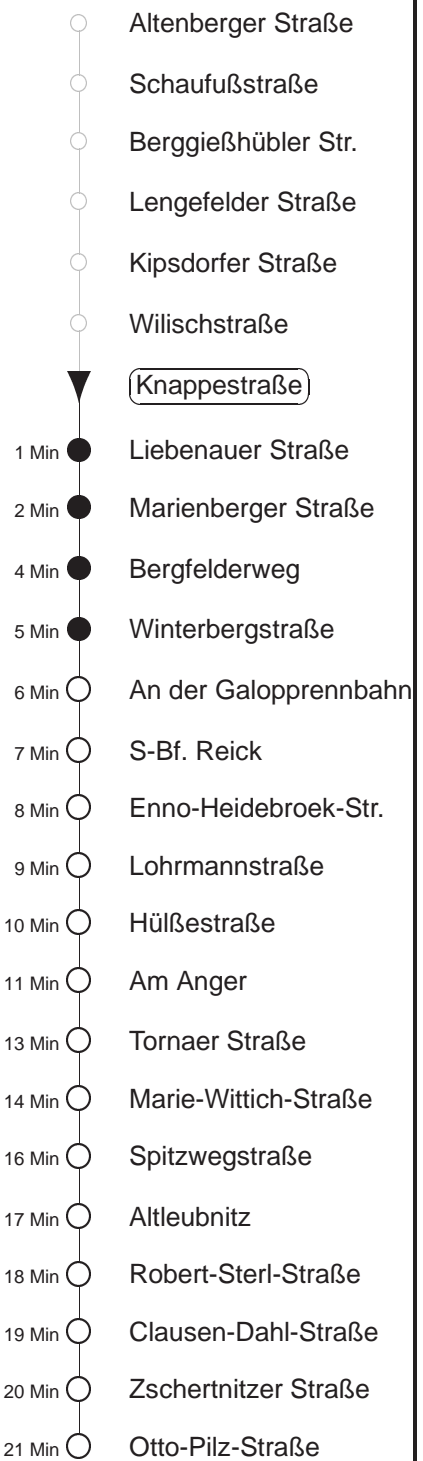 Altenberger Straße
Schaufußstraße
Berggießhübler Str.
Lengefelder Straße
Kipsdorfer Straße
Wilischstraße
Knappestraße
1 Min Liebenauer Straße
2 Min Marienberger Straße
4 Min Bergfelderweg
5 Min Winterbergstraße
6 Min An der Galopprennbahn
7 Min S-Bf. Reick
8 Min Enno-Heidebroek-Str.
9 Min Lohrmannstraße
10 Min Hülßestraße
11 Min Am Anger
13 Min Tornaer Straße
14 Min Marie-Wittich-Straße
16 Min Spitzwegstraße
17 Min Altleubnitz
18 Min Robert-Sterl-Straße
19 Min Clausen-Dahl-Straße
20 Min Zschertnitzer Straße
21 Min Otto-Pilz-Straße